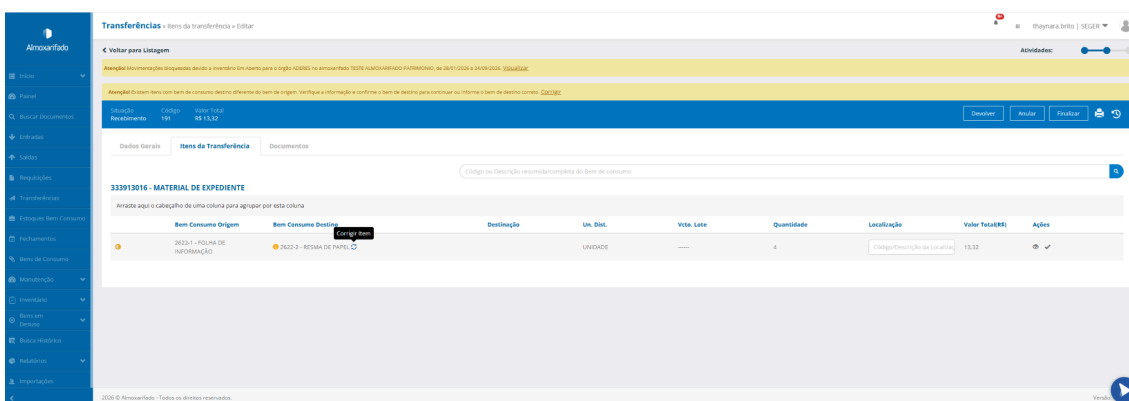 Almoxarifado
Início
Painel
Buscar Documentos
Entradas
Saídas
Requisições
Transferências
Estoques Bem Consumo
Fechamentos
Bens de Consumo
Manutenção
Inventário
Bens em
Desuso
Busca Histórico
Relatórios
Importações
Transferências » Itens da transferência » Editar
thaynara.brito | SEGER
Voltar para Listagem
Atividades:
Atenção! Movimentações bloqueadas devido a inventário Em Aberto para o órgão ADERES no almoxarifado TESTE ALMOXARIFADO PATRIMONIO, de 28/01/2026 a 24/08/2026. Visualizar
Atenção! Existem itens com bem de consumo destino diferente do bem de origem. Verifique a informação e confirme o bem de destino para continuar ou informe o bem de destino correto. Corrigir
Situação Código Valor Total
Recebimento 191 R$ 13,32
Devolver Anular Finalizar
Dados Gerais Itens da Transferência Documentos
Código ou Descrição resumida/completa do Bem de consumo
333913016 - MATERIAL DE EXPEDIENTE
Arraste aqui o cabeçalho de uma coluna para agrupar por esta coluna
Bem Consumo Origem Bem Consumo Destino Destinação Un. Dist. Vcto. Lote Quantidade Localização Valor Total(R$) Ações
Corrigir Item
2622-1 - FOLHA DE
INFORMAÇÃO
2622-2 - RESMA DE PAPEL UNIDADE ----- 4 Código/Descrição da Localizaç 13,32
2026 © Almoxarifado - Todos os direitos reservados.